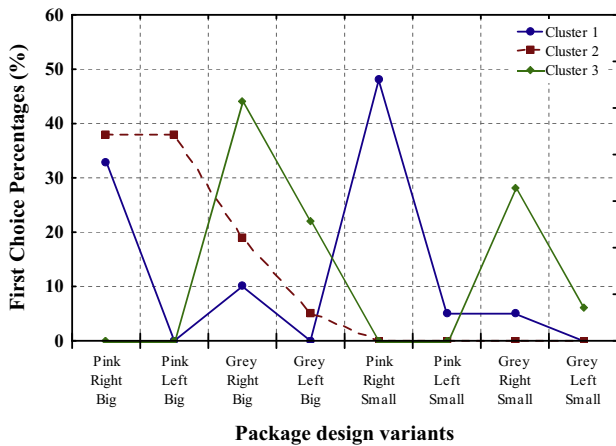 First Choice Percentages (%)
60
50
40
30
20
10
0
Cluster 1
Cluster 2
Cluster 3
Pink Right Big
Pink Left Big
Grey Right Big
Grey Left Big
Pink Right Small
Pink Left Small
Grey Right Small
Grey Left Small
Package design variants